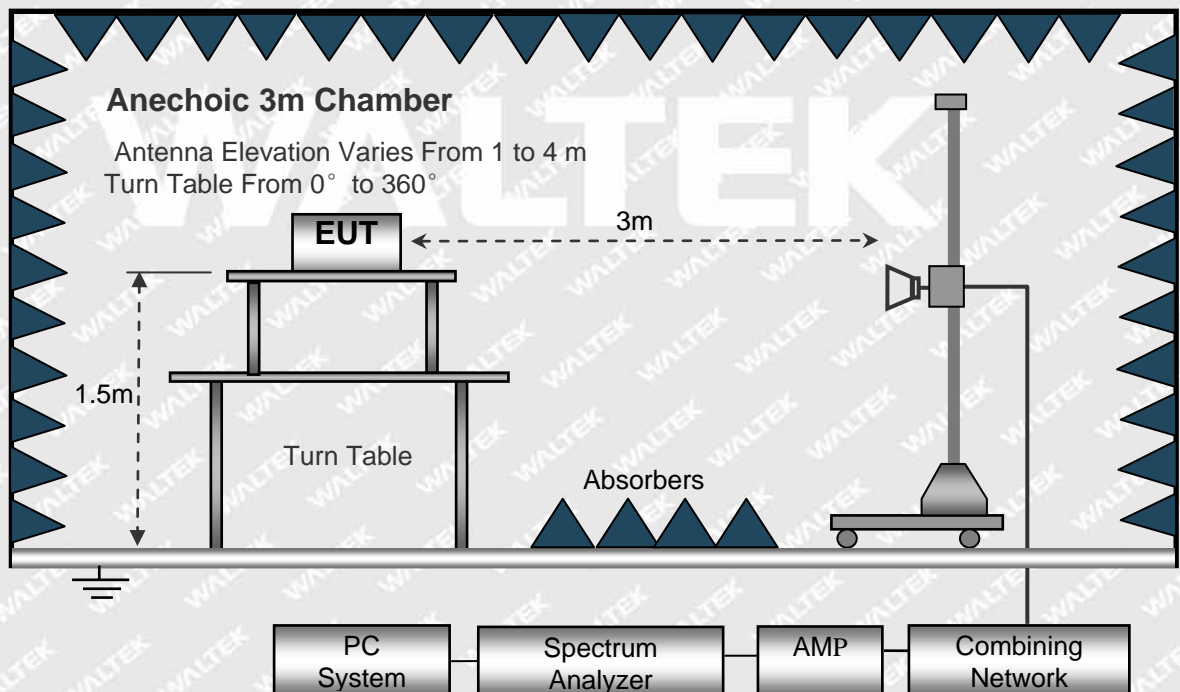 WALTEK
Anechoic 3m Chamber
Antenna Elevation Varies From 1 to 4 m
Turn Table From 0° to 360°
EUT
3m
1.5m
Turn Table
Absorbers
PC
System
Spectrum
Analyzer
AMP
Combining
Network